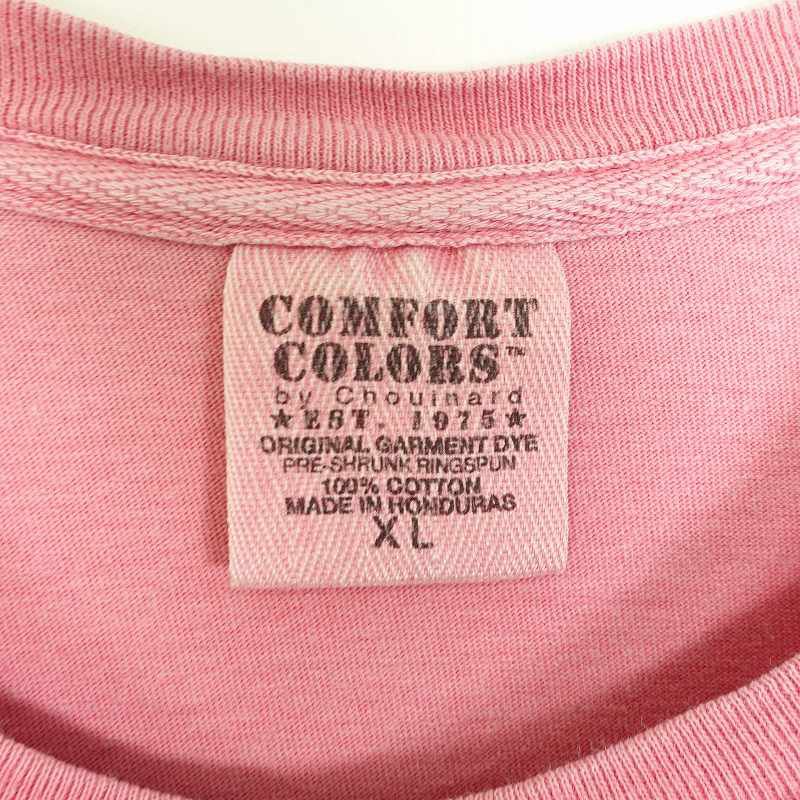 COMFORT
COLORS™
by Chouinard
★EST. 1975★
ORIGINAL GARMENT DYE
PRE-SHRUNK RINGSPUN
100% COTTON
MADE IN HONDURAS
XL